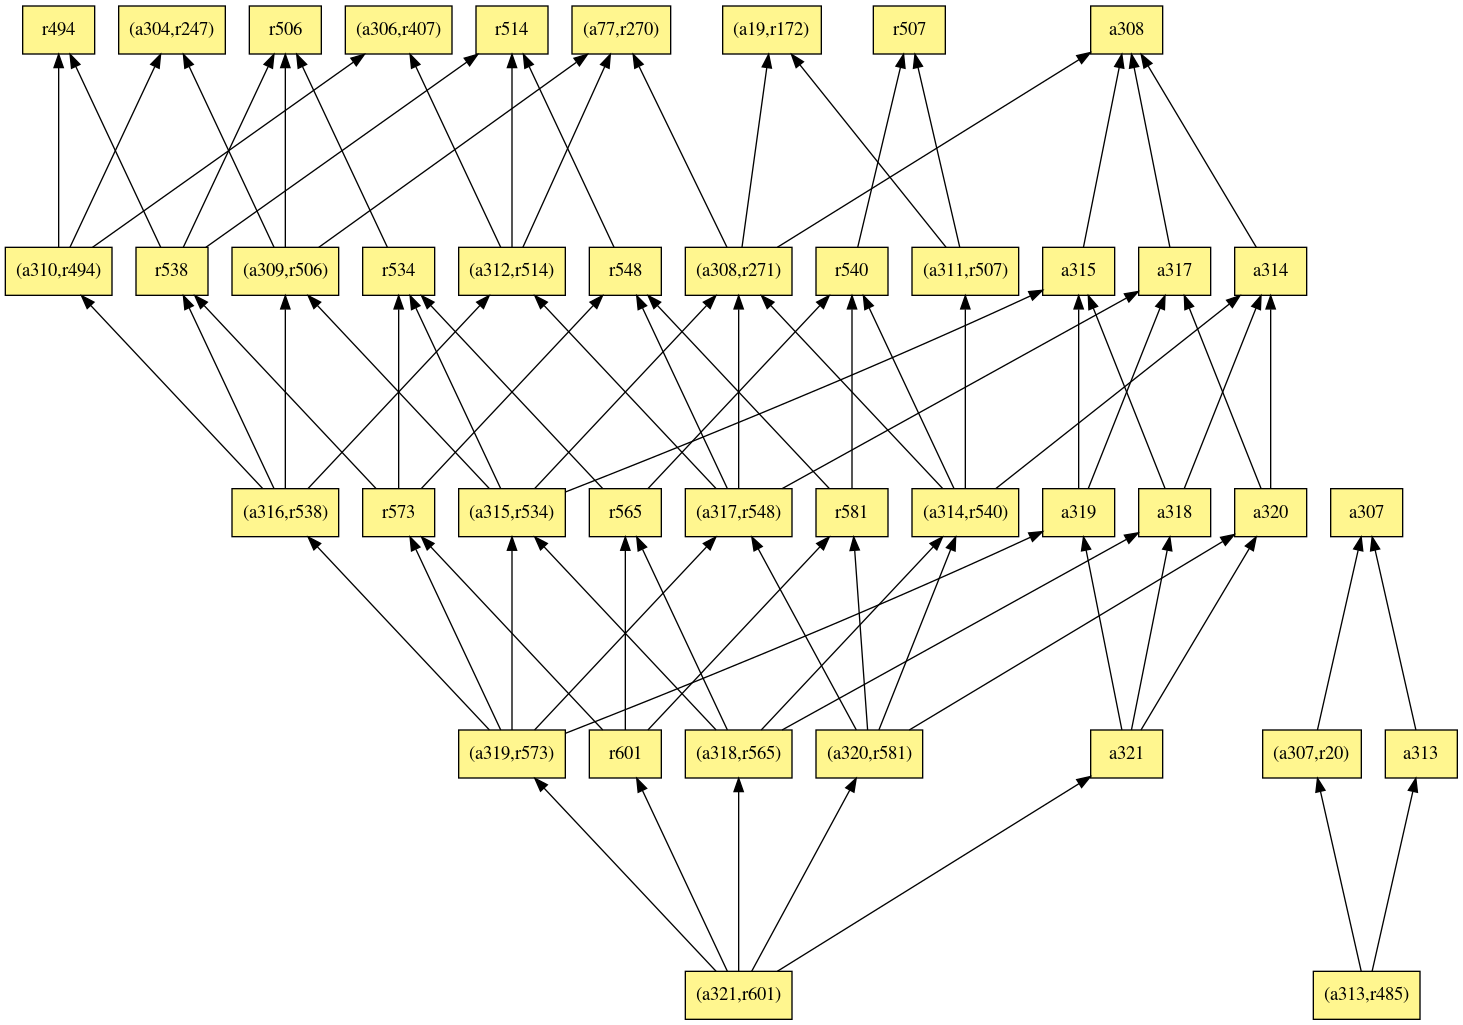 r494
(a304,r247)
r506
(a306,r407)
r514
(a77,r270)
(a19,r172)
r507
a308
(a310,r494)
r538
(a309,r506)
r534
(a312,r514)
r548
(a308,r271)
r540
(a311,r507)
a315
a317
a314
(a316,r538)
r573
(a315,r534)
r565
(a317,r548)
r581
(a314,r540)
a319
a318
a320
a307
(a319,r573)
r601
(a318,r565)
(a320,r581)
a321
(a307,r20)
a313
(a321,r601)
(a313,r485)